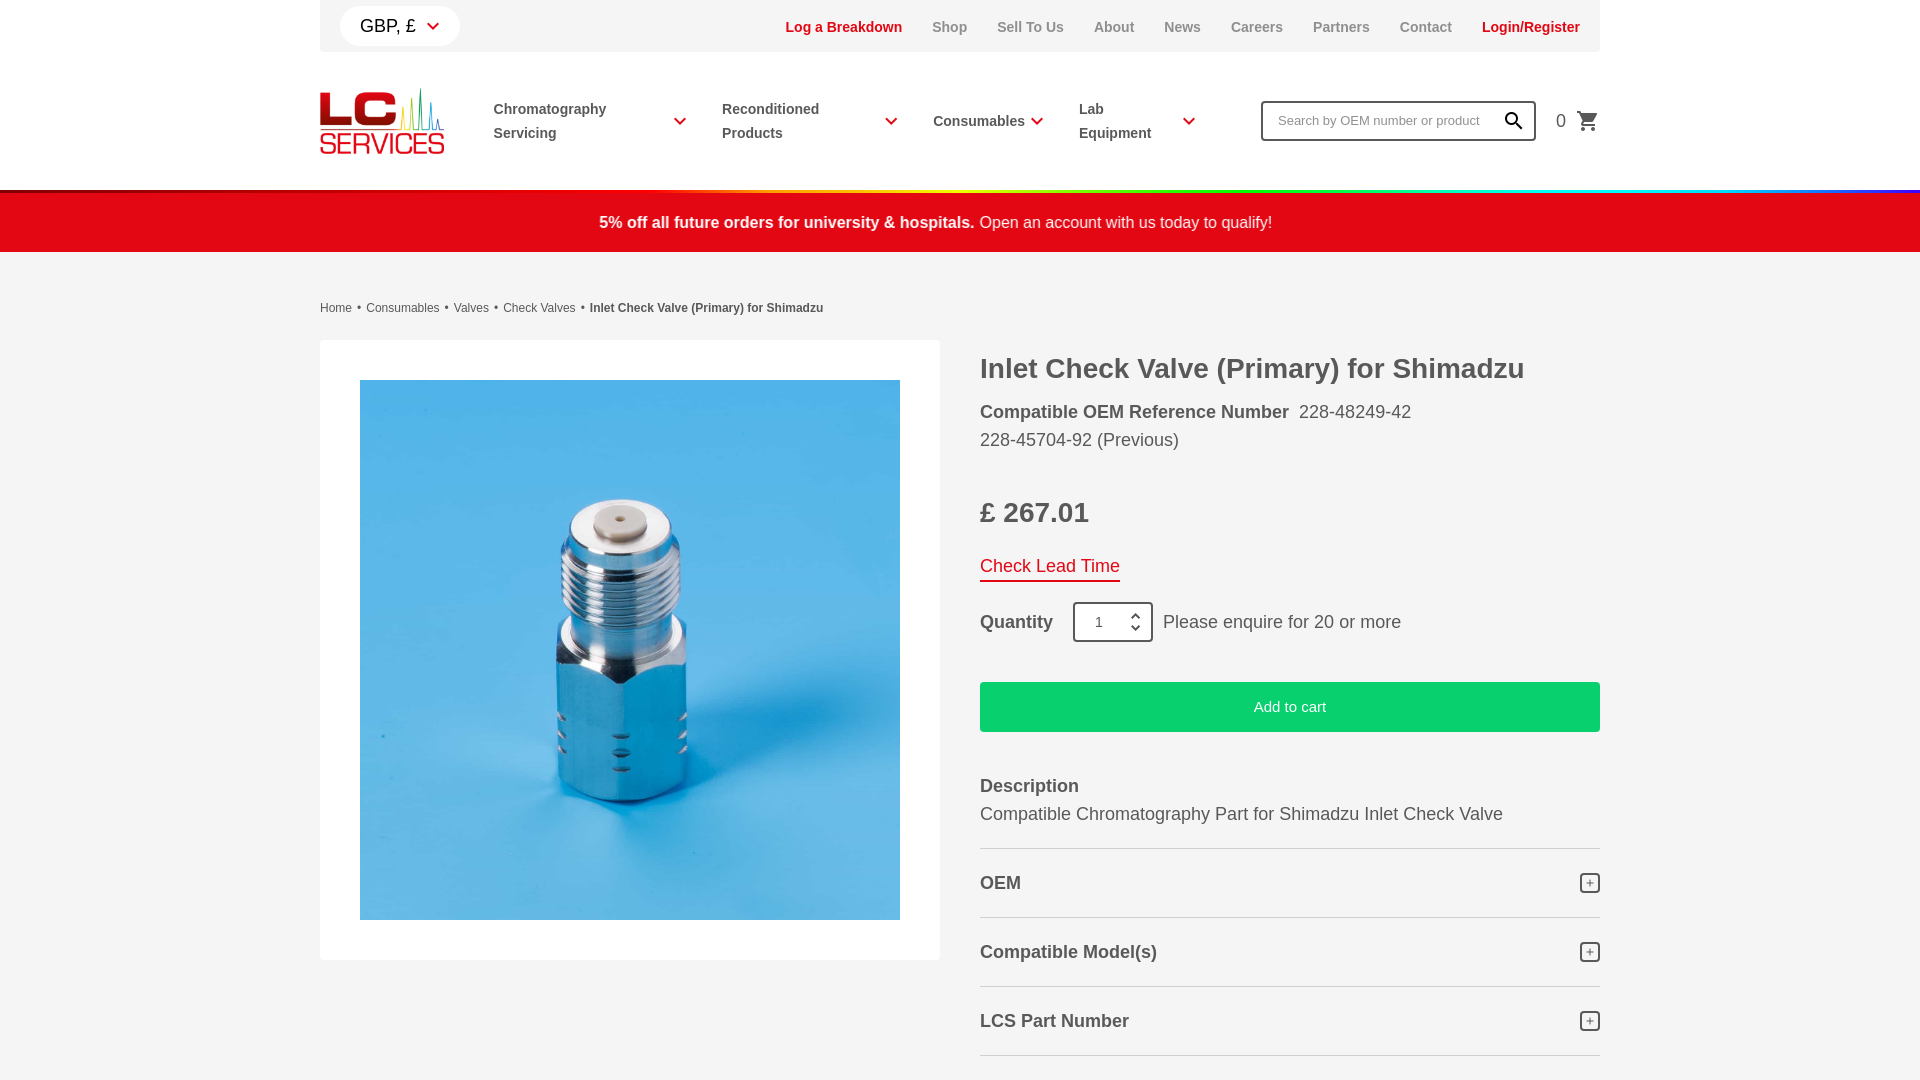 GBP, £
Log a Breakdown Shop Sell To Us About News Careers Partners Contact Login/Register
LC
SERVICES
Chromatography
Servicing
Reconditioned
Products
Consumables
Lab
Equipment
Search by OEM number or product
0
5% off all future orders for university & hospitals. Open an account with us today to qualify!
Home • Consumables • Valves • Check Valves • Inlet Check Valve (Primary) for Shimadzu
Inlet Check Valve (Primary) for Shimadzu
Compatible OEM Reference Number 228-48249-42
228-45704-92 (Previous)
£ 267.01
Check Lead Time
Quantity 1 Please enquire for 20 or more
Add to cart
Description
Compatible Chromatography Part for Shimadzu Inlet Check Valve
OEM
Compatible Model(s)
LCS Part Number